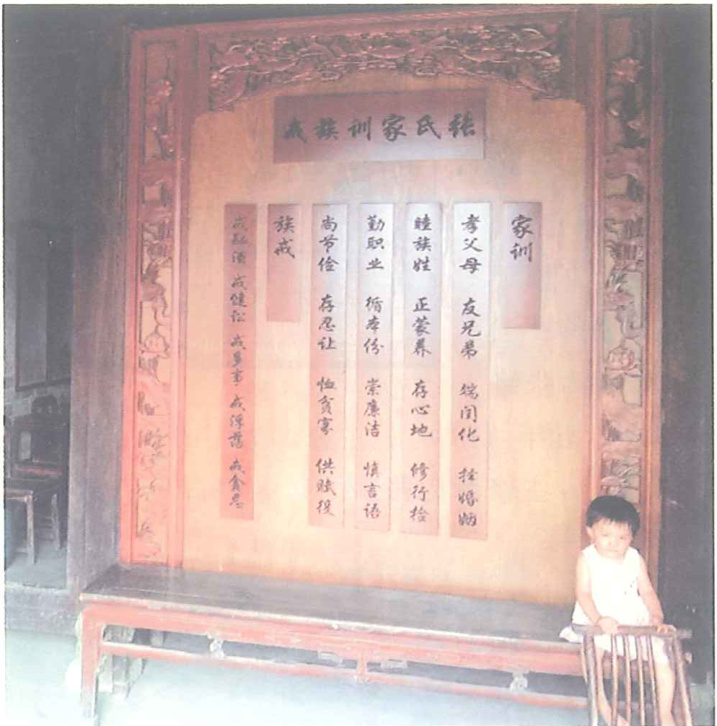 张氏家训族戒
家训
孝父母 友兄弟 端闺化 择婚姻
睦族姓 正蒙养 存心地 修行检
勤职业 循本份 崇廉洁 慎言语
尚节俭 存忍让 恤贫寡 供赋役
族戒
戒酗酒 戒健讼 戒多事 戒浮荡 戒贪忌